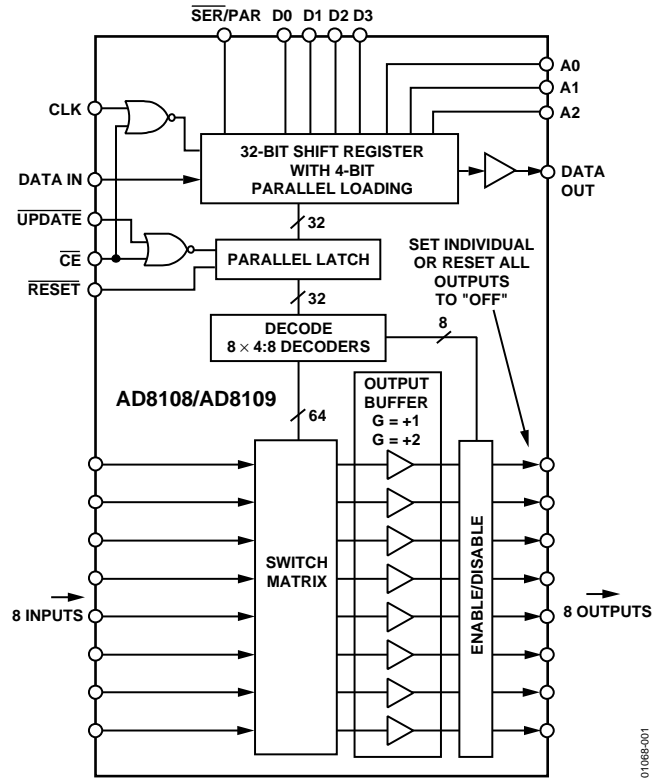 SER/PAR D0 D1 D2 D3
A0
A1
A2
CLK
32-BIT SHIFT REGISTER
WITH 4-BIT
PARALLEL LOADING
DATA IN
DATA
OUT
UPDATE
32
CE
PARALLEL LATCH
SET INDIVIDUAL
OR RESET ALL
OUTPUTS
TO "OFF"
RESET
32
DECODE
8 × 4:8 DECODERS
8
AD8108/AD8109
OUTPUT
BUFFER
G = +1
G = +2
64
SWITCH
MATRIX
ENABLE/DISABLE
8 INPUTS
8 OUTPUTS
01068-001